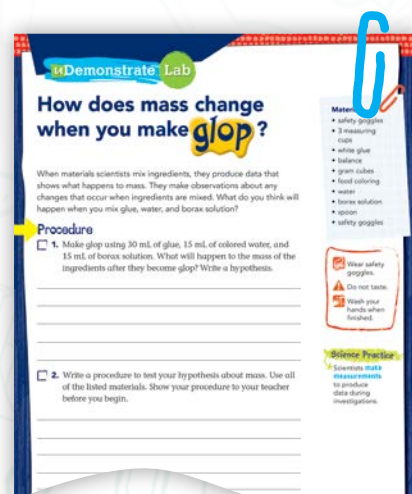 uDemonstrate Lab
How does mass change
when you make glop ?
When materials scientists mix ingredients, they produce data that
shows what happens to mass. They make observations about any
changes that occur when ingredients are mixed. What do you think will
happen when you mix glue, water, and borax solution?
Procedure
1. Make glop using 30 mL of glue, 15 mL of colored water, and
15 mL of borax solution. What will happen to the mass of the
ingredients after they become glop? Write a hypothesis.
2. Write a procedure to test your hypothesis about mass. Use all
of the listed materials. Show your procedure to your teacher
before you begin.
Mater
• safety goggles
• 3 measuring
cups
• white glue
• balance
• gram cubes
• food coloring
• water
• borax solution
• spoon
• safety goggles
Wear safety
goggles.
Do not taste.
Wash your
hands when
finished.
Science Practice
Scientists make
measurements
to produce
data during
investigations.